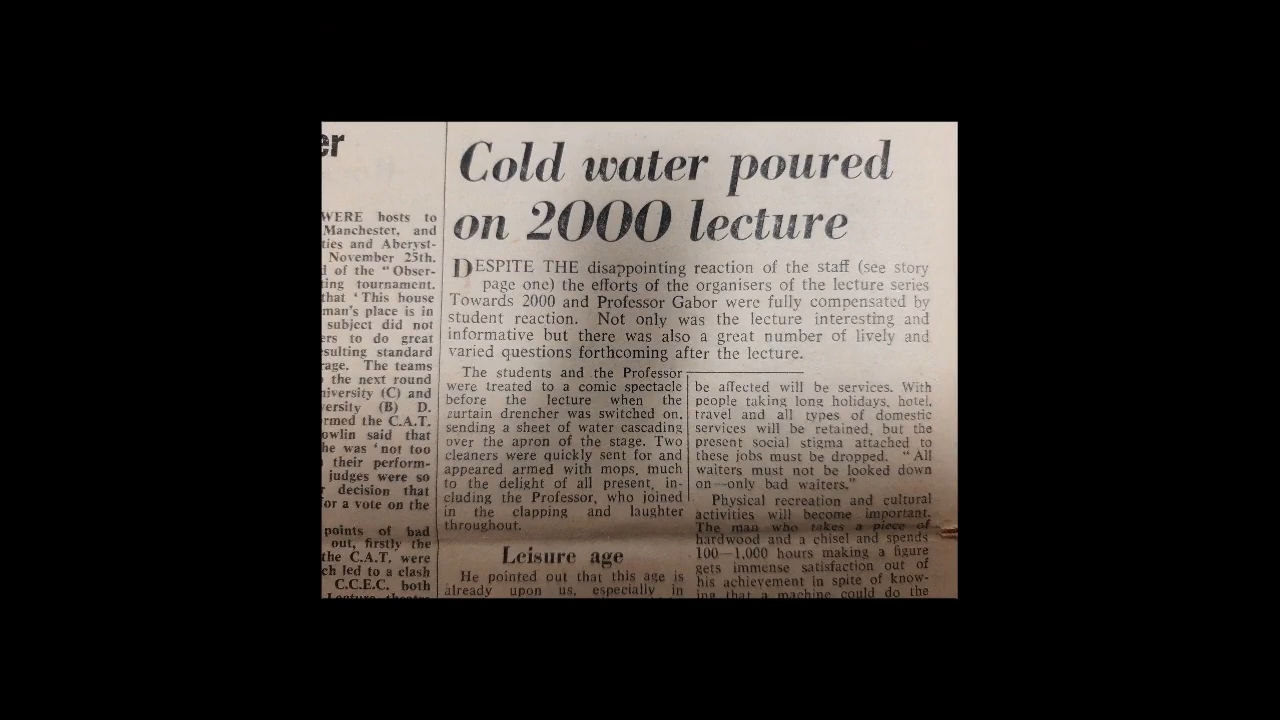 er
WERE hosts to
Manchester, and
ties and Aberyst-
November 25th.
d of the "Obser-
ting tournament.
that 'This house
man's place is in
subject did not
ers to do great
esulting standard
rage. The teams
the next round
niversity (C) and
versity (B) D.
rmed the C.A.T.
owlin said that
he was 'not too
their perform-
judges were so
r decision that
for a vote on the
points of bad
out, firstly the
the C.A.T. were
ch led to a clash
C.C.E.C. both
Lecture theatre
Cold water poured
on 2000 lecture
DESPITE THE disappointing reaction of the staff (see story
page one) the efforts of the organisers of the lecture series
Towards 2000 and Professor Gabor were fully compensated by
student reaction. Not only was the lecture interesting and
informative but there was also a great number of lively and
varied questions forthcoming after the lecture.
The students and the Professor
were treated to a comic spectacle
before the lecture when the
curtain drencher was switched on,
sending a sheet of water cascading
over the apron of the stage. Two
cleaners were quickly sent for and
appeared armed with mops, much
to the delight of all present, in-
cluding the Professor, who joined
in the clapping and laughter
throughout.
Leisure age
He pointed out that this age is
already upon us, especially in
be affected will be services. With
people taking long holidays, hotel,
travel and all types of domestic
services will be retained, but the
present social stigma attached to
these jobs must be dropped. "All
waiters must not be looked down
on—only bad waiters."
Physical recreation and cultural
activities will become important.
The man who takes a piece of
hardwood and a chisel and spends
100—1,000 hours making a figure
gets immense satisfaction out of
his achievement in spite of know-
ing that a machine could do the